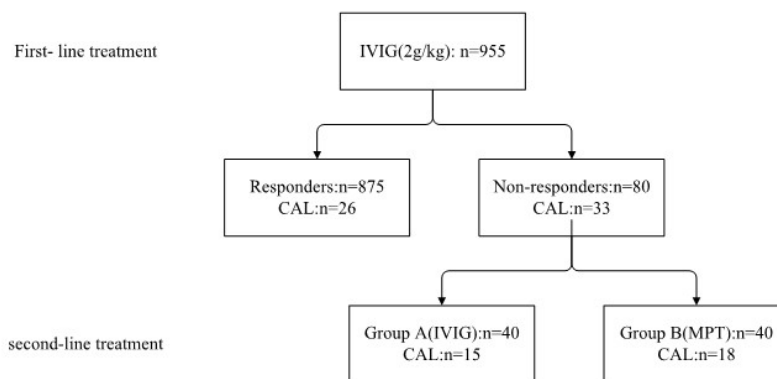 First- line treatment
IVIG(2g/kg): n=955
Responders:n=875
CAL:n=26
Non-responders:n=80
CAL:n=33
second-line treatment
Group A(IVIG):n=40
CAL:n=15
Group B(MPT):n=40
CAL:n=18